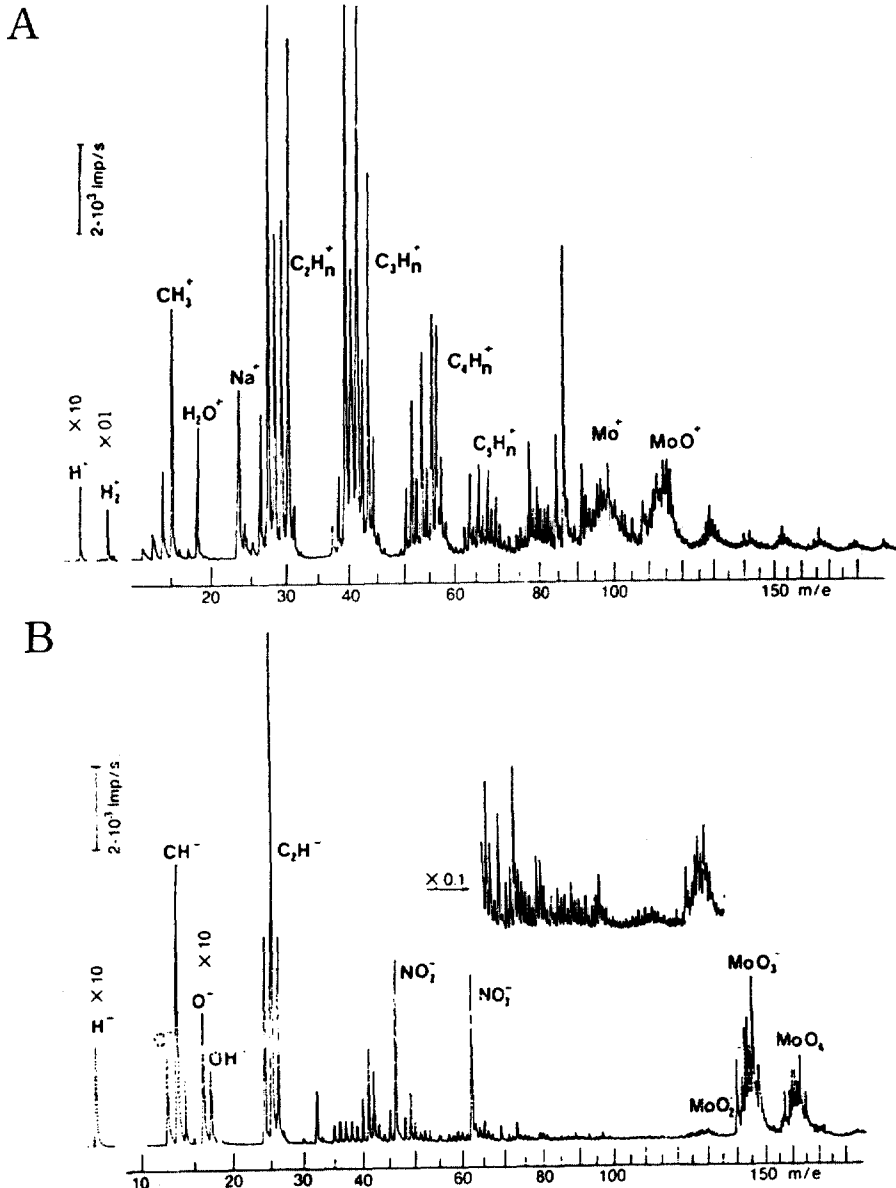 A
2·10³ Imp/s
H⁺ × 10
H₂⁺ × 10
CH₃⁺
H₂O⁺
Na⁺
C₂Hₙ⁺
C₃Hₙ⁺
C₄Hₙ⁺
C₅Hₙ⁺
Mo⁺
MoO⁺
20 30 40 60 80 100 150 m/e
B
2·10³ Imp/s
H⁻ × 10
CH⁻
O⁻ × 10
OH⁻
C₂H⁻
NO₂⁻
NO₃⁻
× 0.1
MoO₂⁻
MoO₃⁻
MoO₄
10 20 30 40 60 80 100 150 m/e